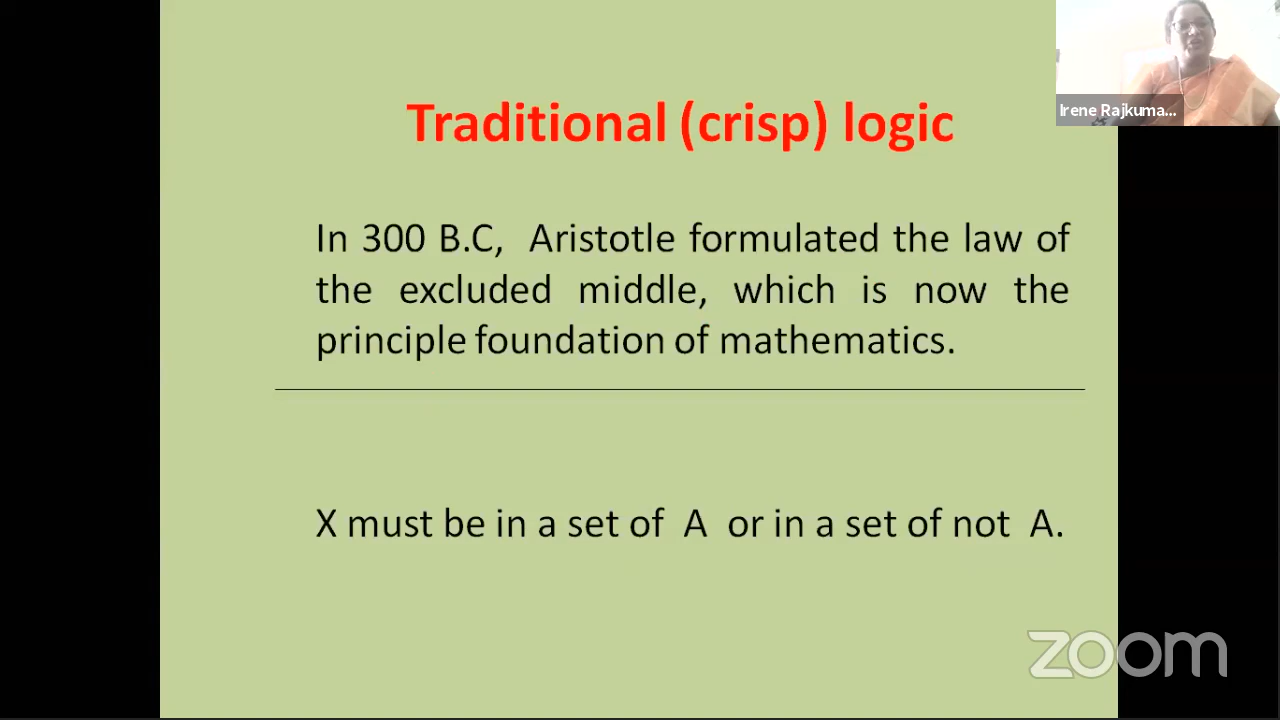 Traditional (crisp) logic
Irene Rajkuma...
In 300 B.C, Aristotle formulated the law of
the excluded middle, which is now the
principle foundation of mathematics.
X must be in a set of A or in a set of not A.
zoom